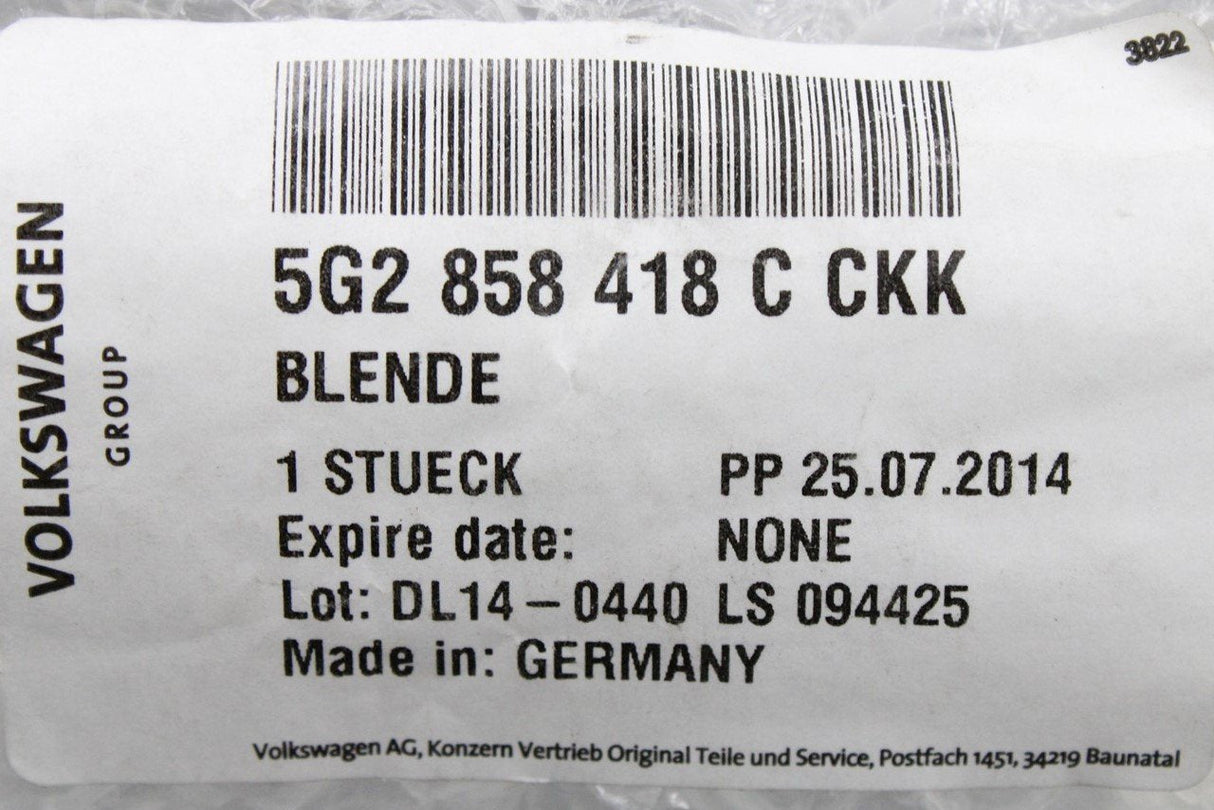 3822
VOLKSWAGEN
GROUP
5G2 858 418 C CKK
BLENDE
1 STUECK PP 25.07.2014
Expire date: NONE
Lot: DL14-0440 LS 094425
Made in: GERMANY
Volkswagen AG, Konzern Vertrieb Original Teile und Service, Postfach 1451, 34219 Baunatal